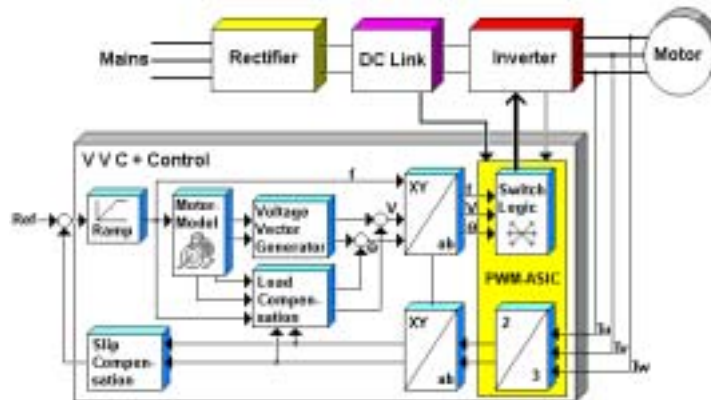 Mains
Rectifier
DC Link
Inverter
Motor
V V C + Control
f
XY
ab
f
V
θ
Switch
Logic
Ref
Ramp
Motor-
Model
Voltage
Vector
Generator
V
Load
Compen-
sation
PWM-ASIC
Slip
Compen-
sation
XY
ab
2
3
Iu
Iv
Iw